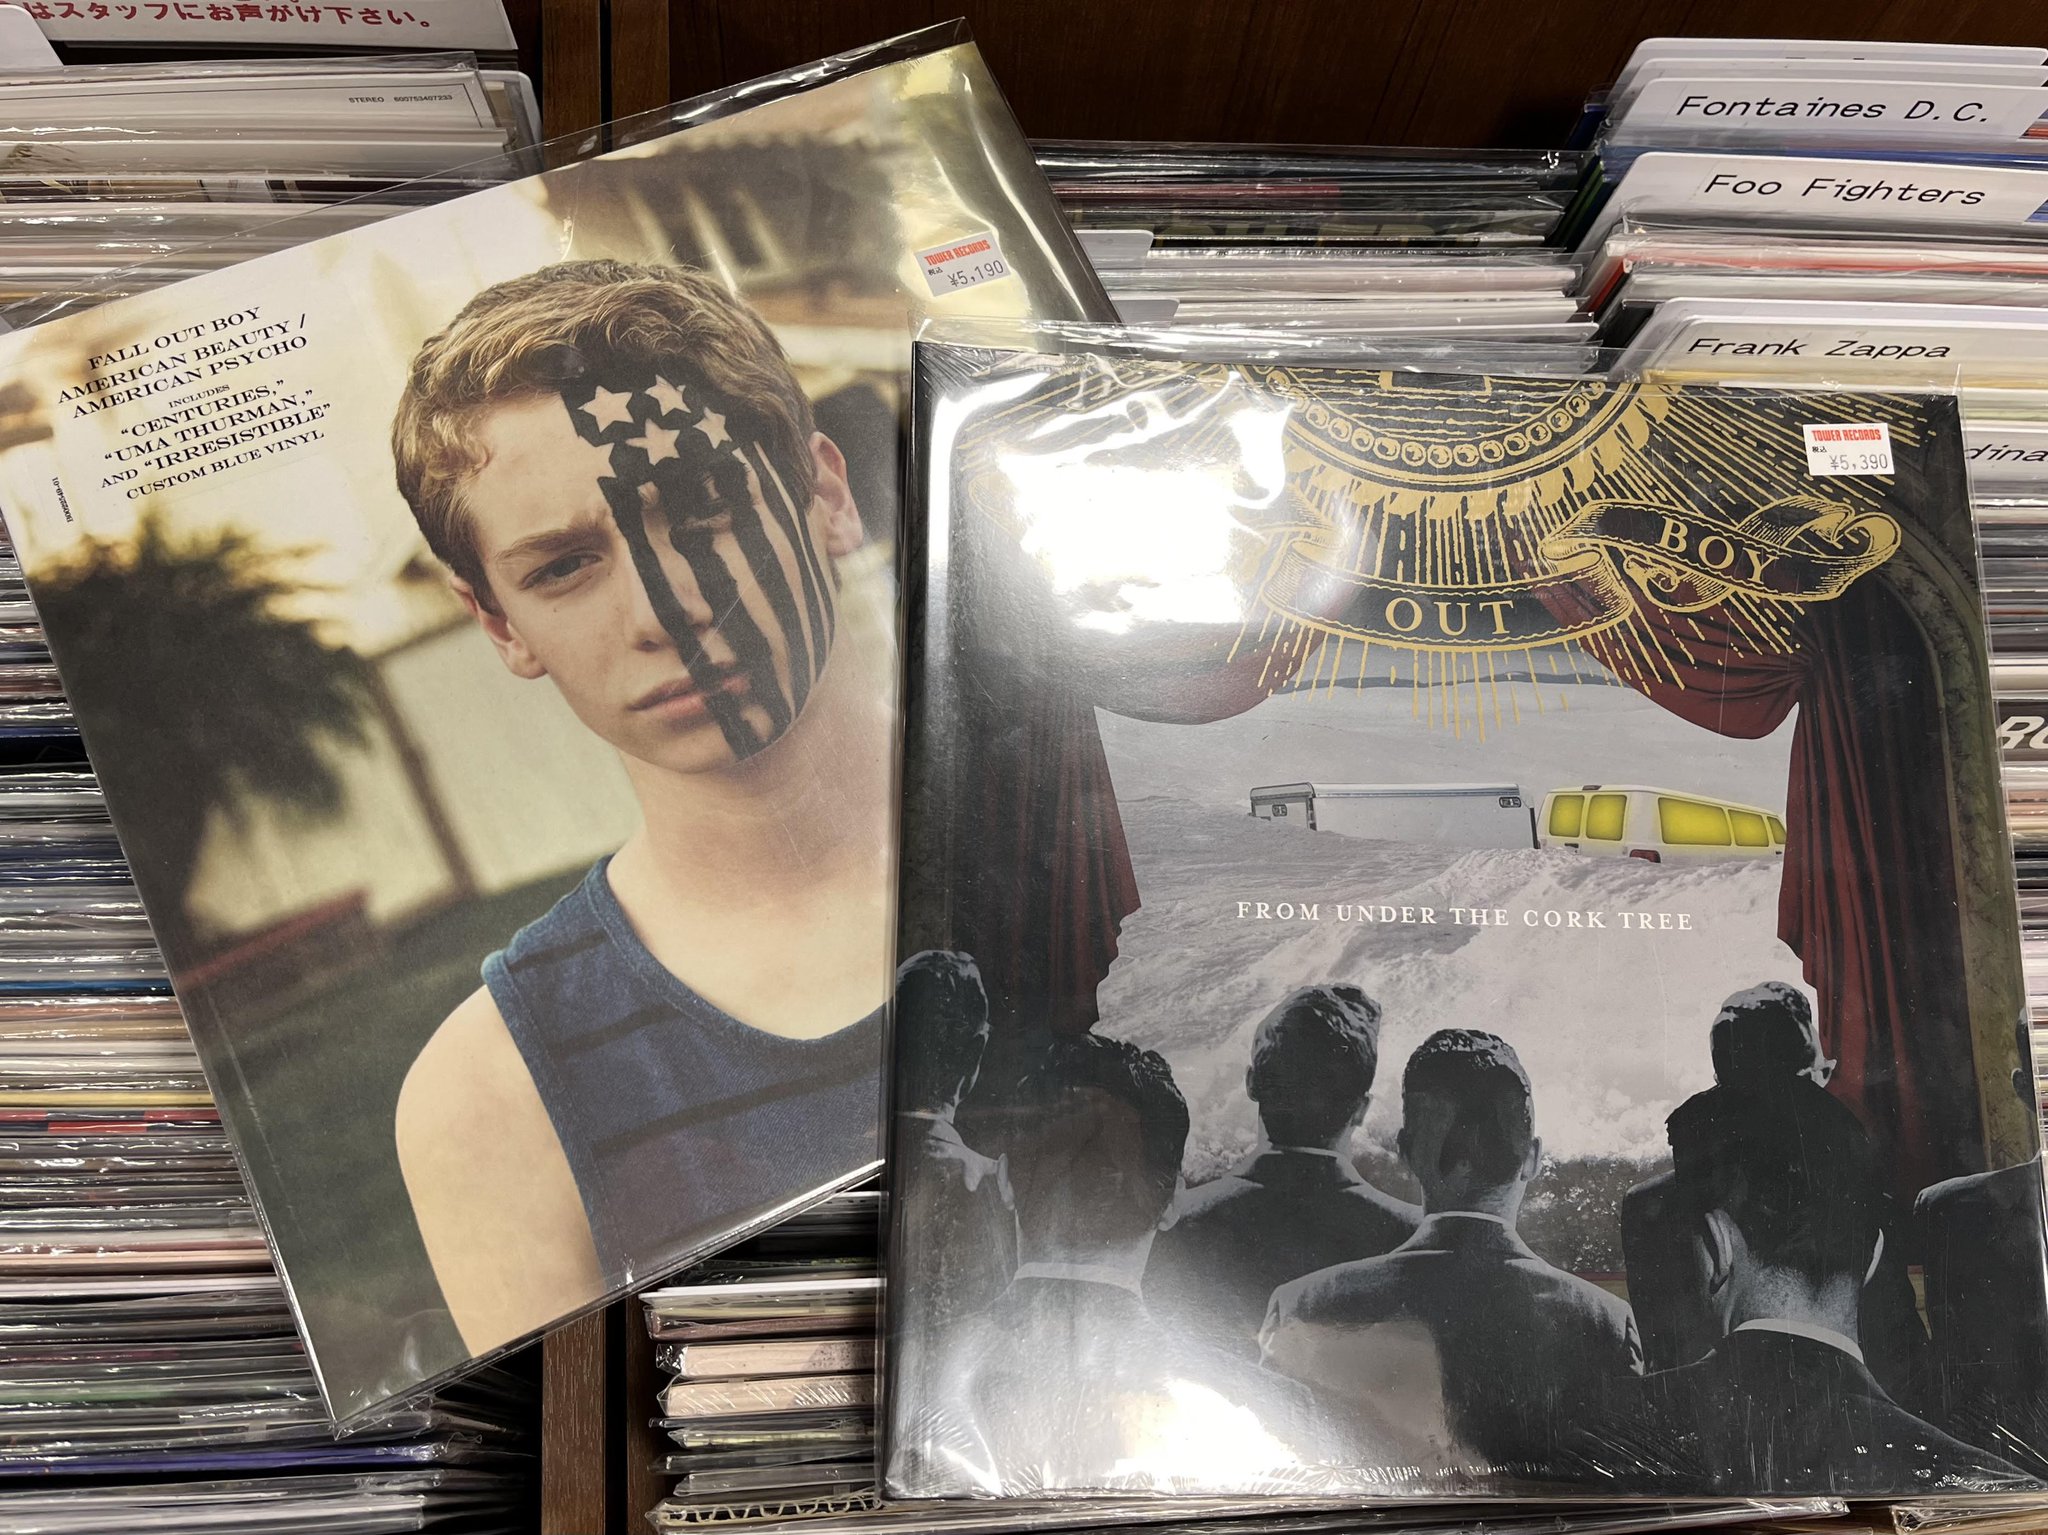 はスタッフにお声がけ下さい。
STEREO 600753407233
FALL OUT BOY
AMERICAN BEAUTY /
AMERICAN PSYCHO
INCLUDES
“CENTURIES,”
“UMA THURMAN,”
AND “IRRESISTIBLE”
CUSTOM BLUE VINYL
TOWER RECORDS
税込
¥5,190
Fontaines D.C.
Foo Fighters
Frank Zappa
TOWER RECORDS
税込
¥5,390
OUT
BOY
FROM UNDER THE CORK TREE